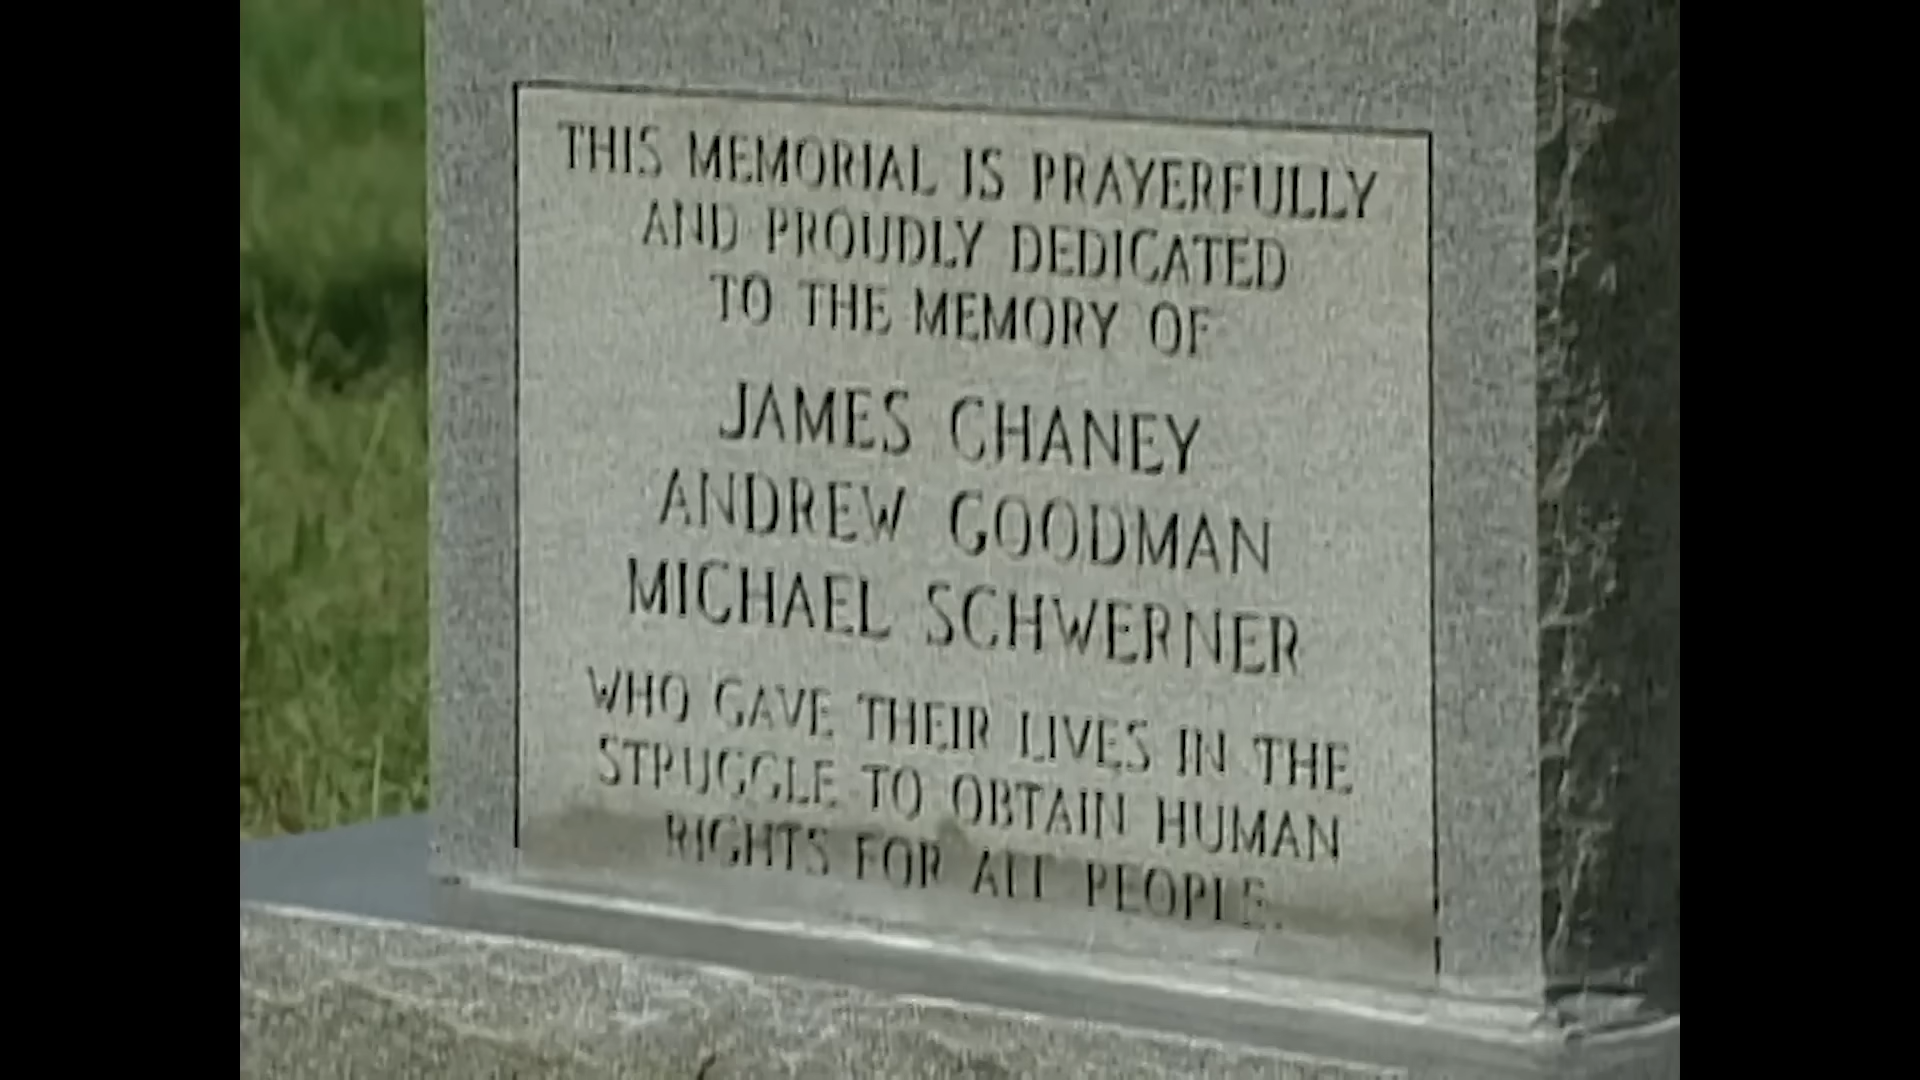 THIS MEMORIAL IS PRAYERFULLY
AND PROUDLY DEDICATED
TO THE MEMORY OF
JAMES CHANEY
ANDREW GOODMAN
MICHAEL SCHWERNER
WHO GAVE THEIR LIVES IN THE
STRUGGLE TO OBTAIN HUMAN
RIGHTS FOR ALL PEOPLE.